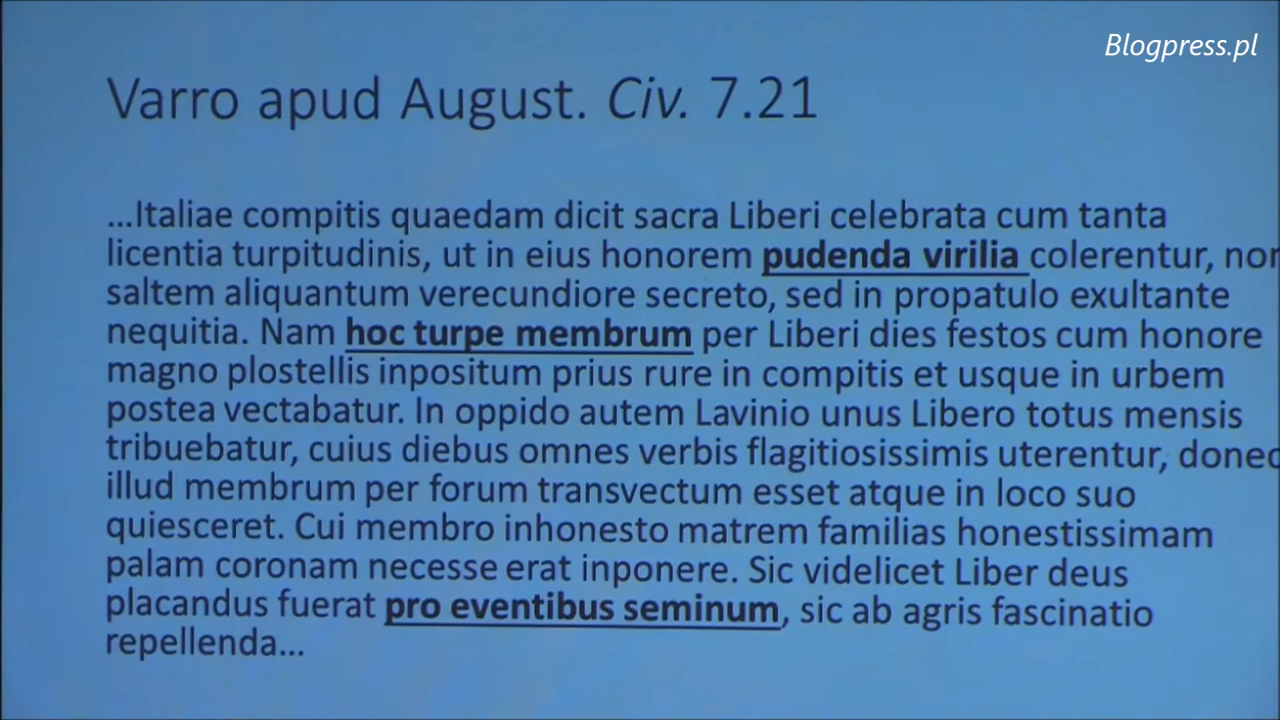 Blogpress.pl
Varro apud August. Civ. 7.21
...Italiae compitis quaedam dicit sacra Liberi celebrata cum tanta
licentia turpitudinis, ut in eius honorem pudenda virilia colerentur, non
saltem aliquantum verecundiore secreto, sed in propatulo exultante
nequitia. Nam hoc turpe membrum per Liberi dies festos cum honore
magno plostellis inpositum prius rure in compitis et usque in urbem
postea vectabatur. In oppido autem Lavinio unus Libero totus mensis
tribuebatur, cuius diebus omnes verbis flagitiosissimis uterentur, donec
illud membrum per forum transvectum esset atque in loco suo
quiesceret. Cui membro inhonesto matrem familias honestissimam
palam coronam necesse erat inponere. Sic videlicet Liber deus
placandus fuerat pro eventibus seminum, sic ab agris fascinatio
repellenda...